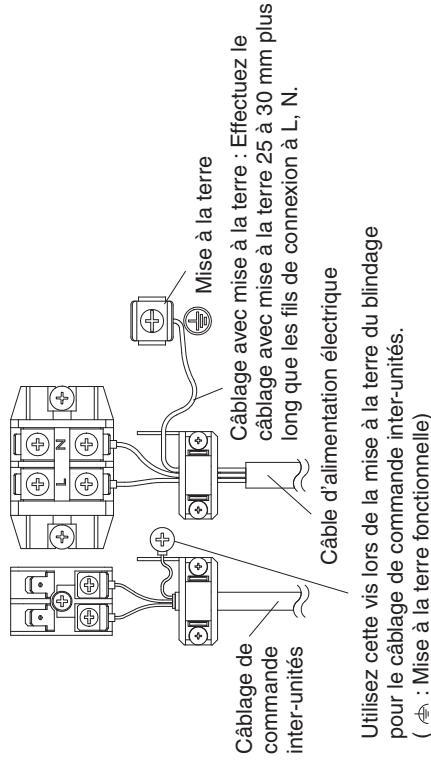 L N
Mise à la terre
Câblage avec mise à la terre : Effectuez le
câblage avec mise à la terre 25 à 30 mm plus
long que les fils de connexion à L, N.
Câble d'alimentation électrique
Câblage de
commande
inter-unités
Utilisez cette vis lors de la mise à la terre du blindage
pour le câblage de commande inter-unités.
( : Mise à la terre fonctionnelle)